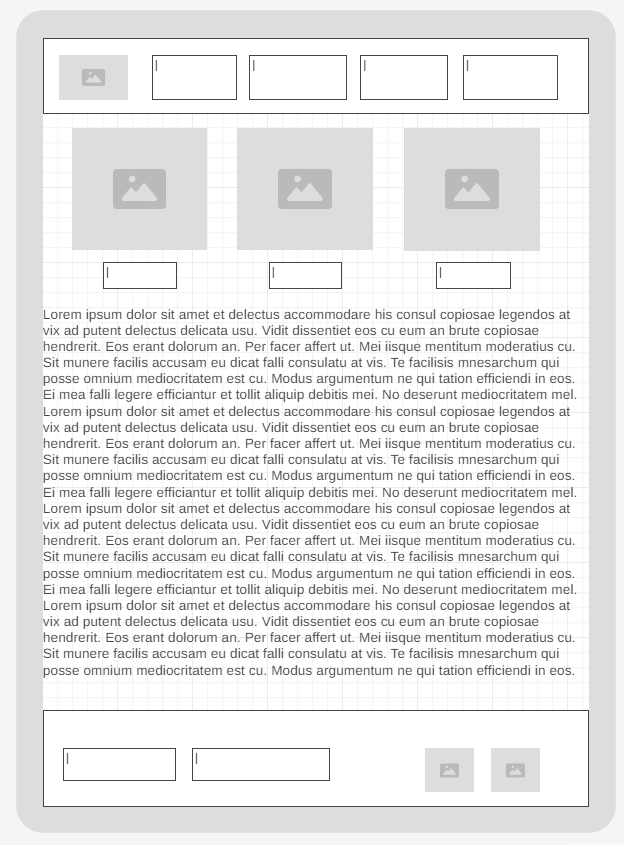 Lorem ipsum dolor sit amet et delectus accommodare his consul copiosae legendos at
vix ad putent delectus delicata usu. Vidit dissentiet eos cu eum an brute copiosae
hendrerit. Eos erant dolorum an. Per facer affert ut. Mei iisque mentitum moderatius cu.
Sit munere facilis accusam eu dicat falli consulatu at vis. Te facilisis mnesarchum qui
posse omnium mediocritatem est cu. Modus argumentum ne qui tation efficiendi in eos.
Ei mea falli legere efficiantur et tollit aliquip debitis mei. No deserunt mediocritatem mel.
Lorem ipsum dolor sit amet et delectus accommodare his consul copiosae legendos at
vix ad putent delectus delicata usu. Vidit dissentiet eos cu eum an brute copiosae
hendrerit. Eos erant dolorum an. Per facer affert ut. Mei iisque mentitum moderatius cu.
Sit munere facilis accusam eu dicat falli consulatu at vis. Te facilisis mnesarchum qui
posse omnium mediocritatem est cu. Modus argumentum ne qui tation efficiendi in eos.
Ei mea falli legere efficiantur et tollit aliquip debitis mei. No deserunt mediocritatem mel.
Lorem ipsum dolor sit amet et delectus accommodare his consul copiosae legendos at
vix ad putent delectus delicata usu. Vidit dissentiet eos cu eum an brute copiosae
hendrerit. Eos erant dolorum an. Per facer affert ut. Mei iisque mentitum moderatius cu.
Sit munere facilis accusam eu dicat falli consulatu at vis. Te facilisis mnesarchum qui
posse omnium mediocritatem est cu. Modus argumentum ne qui tation efficiendi in eos.
Ei mea falli legere efficiantur et tollit aliquip debitis mei. No deserunt mediocritatem mel.
Lorem ipsum dolor sit amet et delectus accommodare his consul copiosae legendos at
vix ad putent delectus delicata usu. Vidit dissentiet eos cu eum an brute copiosae
hendrerit. Eos erant dolorum an. Per facer affert ut. Mei iisque mentitum moderatius cu.
Sit munere facilis accusam eu dicat falli consulatu at vis. Te facilisis mnesarchum qui
posse omnium mediocritatem est cu. Modus argumentum ne qui tation efficiendi in eos.